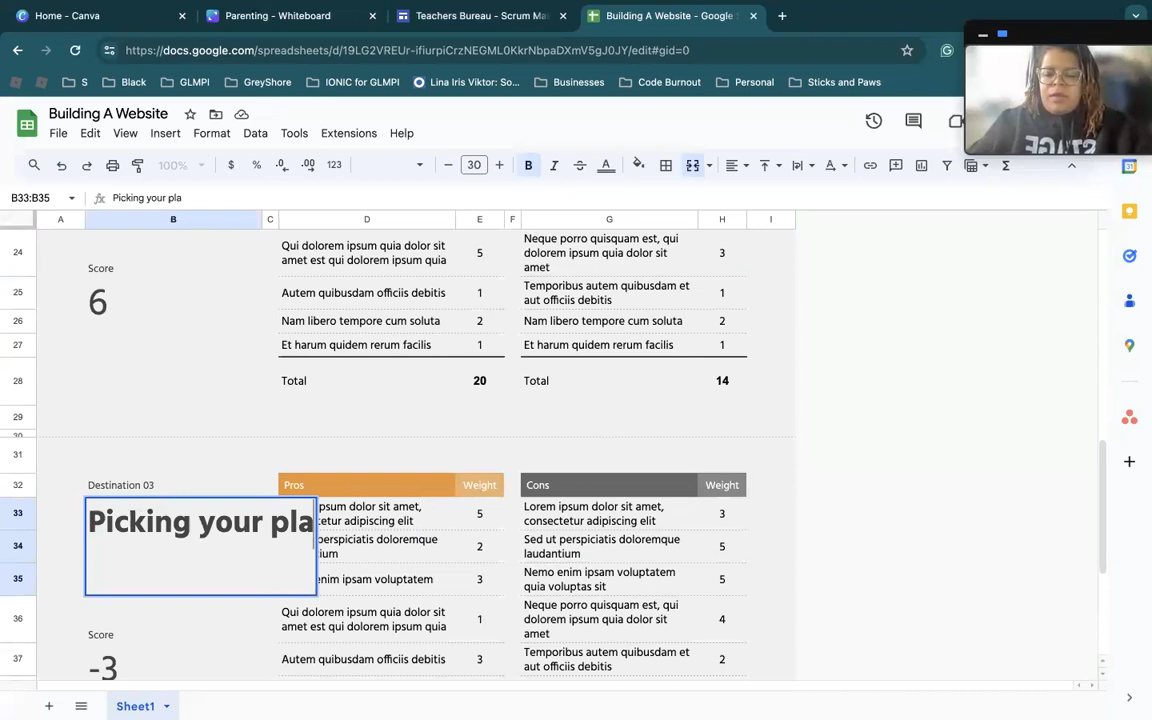 Home - Canva
Parenting - Whiteboard
Teachers Bureau - Scrum Ma
Building A Website - Google S
https://docs.google.com/spreadsheets/d/19LG2VREUr-ifiurpiCrzNEGML0KkrNbpaDXmV5gJ0JY/edit#gid=0
S
Black
GLMPI
GreyShore
IONIC for GLMPI
Lina Iris Viktor: So...
Businesses
Code Burnout
Personal
Sticks and Paws
Building A Website
File Edit View Insert Format Data Tools Extensions Help
100% $ % .0 .00 123 30 B I A
B33:B35 fx Picking your pla
A B C D E F G H I
24 Qui dolorem ipsum quia dolor sit 5 Neque porro quisquam est, qui 3
amet est qui dolorem ipsum quia dolorem ipsum quia dolor sit
amet
Score
6
25 Autem quibusdam officiis debitis 1 Temporibus autem quibusdam et 1
aut officiis debitis
26 Nam libero tempore cum soluta 2 Nam libero tempore cum soluta 2
27 Et harum quidem rerum facilis 1 Et harum quidem rerum facilis 1
28 Total 20 Total 14
29
30
31
32 Destination 03 Pros Weight Cons Weight
33 Picking your pla psum dolor sit amet, 5 Lorem ipsum dolor sit amet, 3
tetur adipiscing elit consectetur adipiscing elit
34 perspiciatis doloremque 2 Sed ut perspiciatis doloremque 5
tium laudantium
35 enim ipsam voluptatem 3 Nemo enim ipsam voluptatem 5
quia voluptas sit
36 Qui dolorem ipsum quia dolor sit 1 Neque porro quisquam est, qui 4
amet est qui dolorem ipsum quia dolorem ipsum quia dolor sit
amet
Score
-3
37 Autem quibusdam officiis debitis 3 Temporibus autem quibusdam et 2
aut officiis debitis
Sheet1